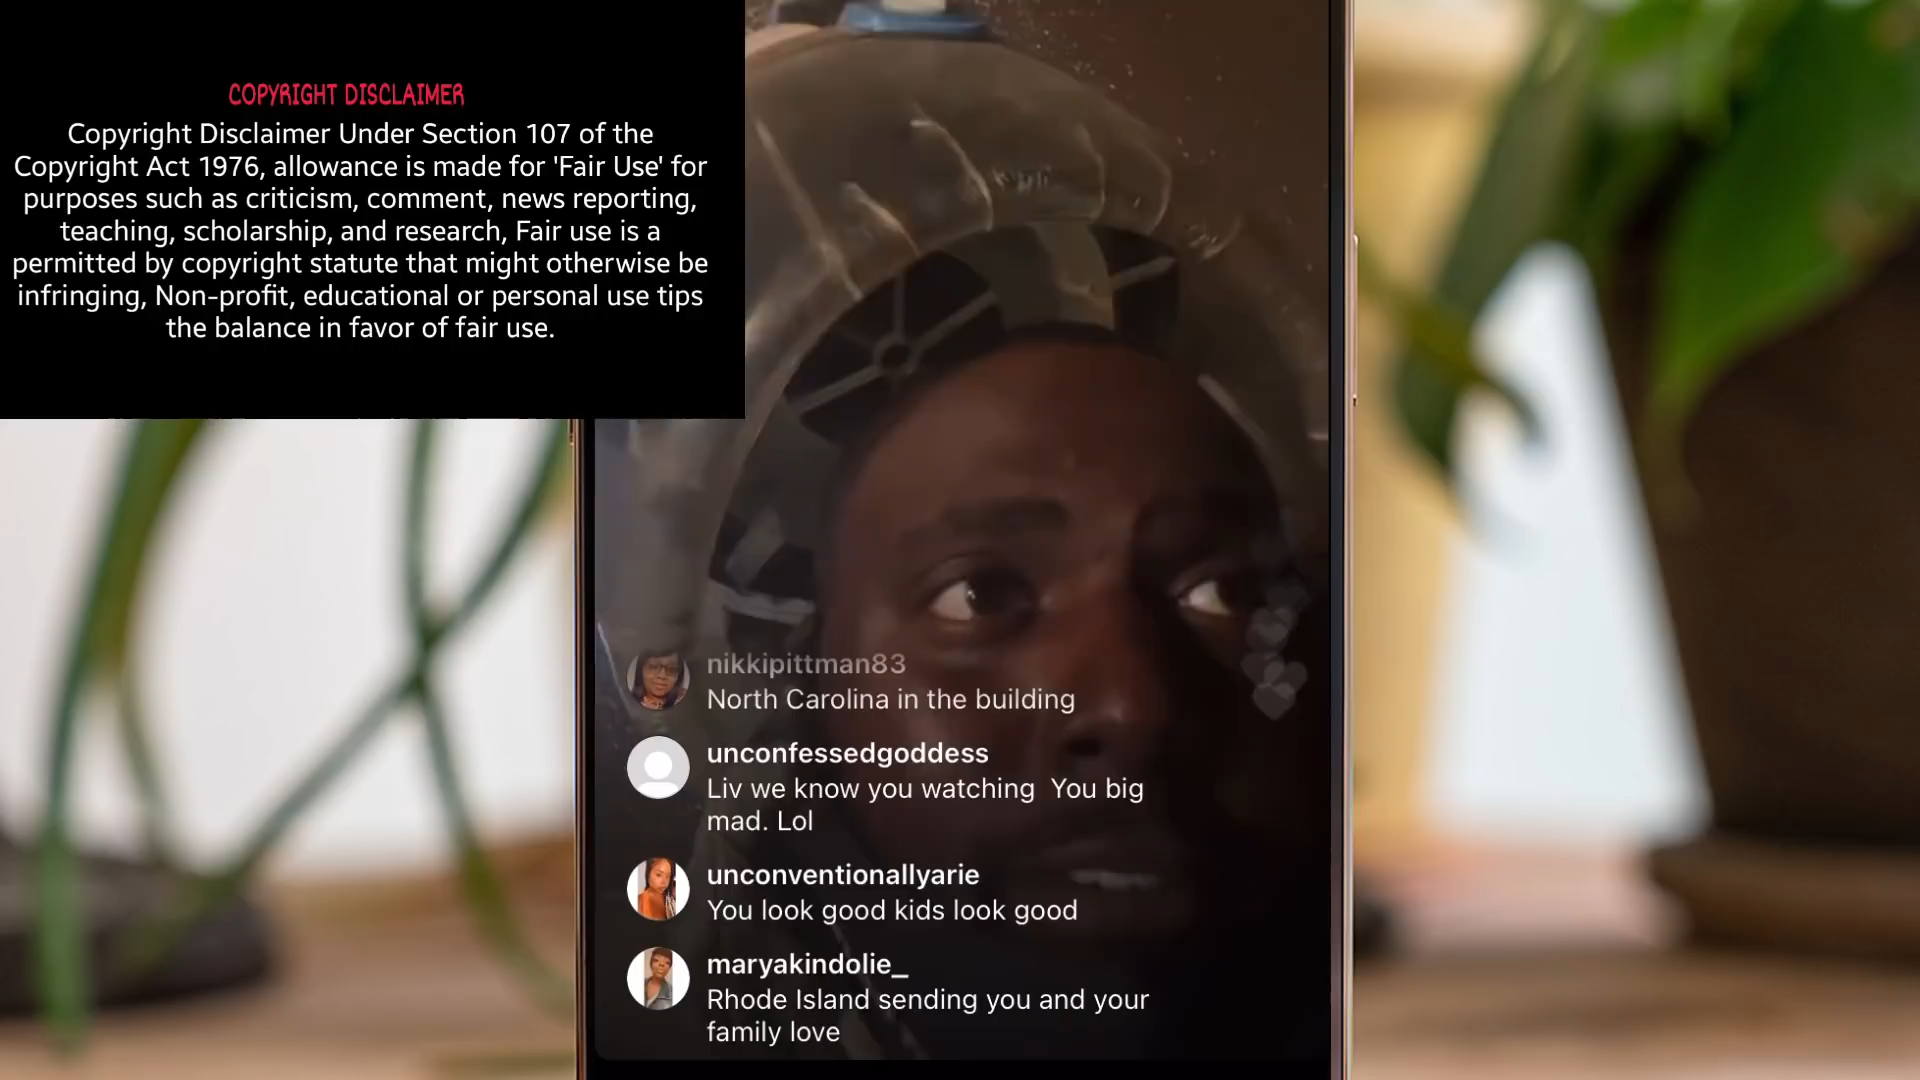 COPYRIGHT DISCLAIMER
Copyright Disclaimer Under Section 107 of the
Copyright Act 1976, allowance is made for 'Fair Use' for
purposes such as criticism, comment, news reporting,
teaching, scholarship, and research, Fair use is a
permitted by copyright statute that might otherwise be
infringing, Non-profit, educational or personal use tips
the balance in favor of fair use.
nikkipittman83
North Carolina in the building
unconfessedgoddess
Liv we know you watching  You big
mad. Lol
unconventionallyarie
You look good kids look good
maryakindolie_
Rhode Island sending you and your
family love